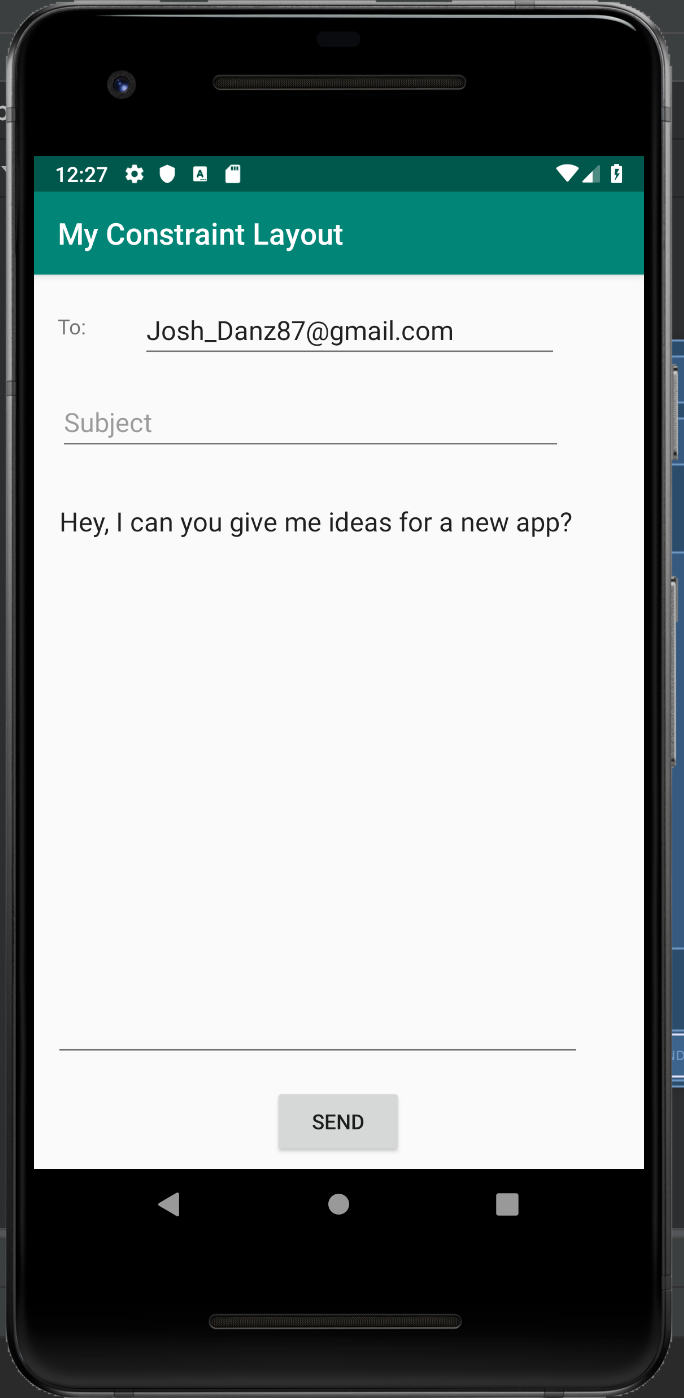 12:27
My Constraint Layout
To: Josh_Danz87@gmail.com
Subject
Hey, I can you give me ideas for a new app?
SEND